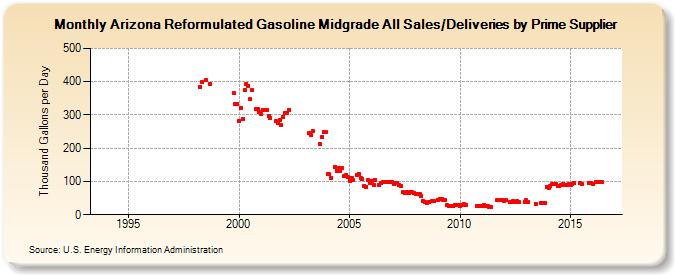 Monthly Arizona Reformulated Gasoline Midgrade All Sales/Deliveries by Prime Supplier
Thousand Gallons per Day
500
400
300
200
100
0
1995 2000 2005 2010 2015
Source: U.S. Energy Information Administration